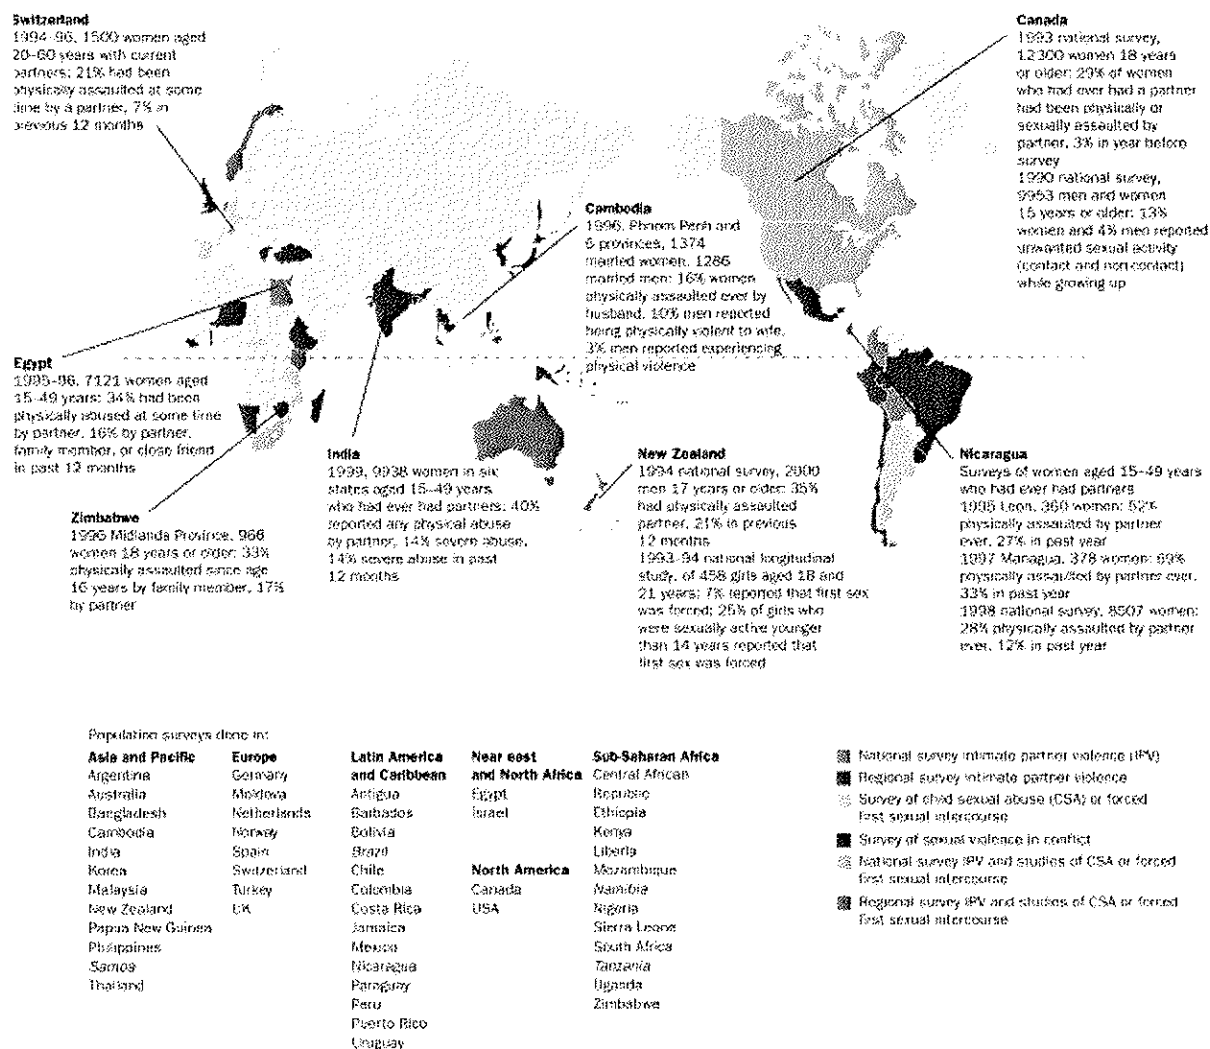 Switzerland
1994–96, 1500 women aged
20–60 years with current
partners: 21% had been
physically assaulted at some
time by a partner, 7% in
previous 12 months
Canada
1993 national survey,
12300 women 18 years
or older: 29% of women
who had ever had a partner
had been physically or
sexually assaulted by
partner, 3% in year before
survey
1990 national survey,
9953 men and women
15 years or older: 13%
women and 4% men reported
unwanted sexual activity
(contact and non-contact)
while growing up
Cambodia
1996, Phnom Penh and
6 provinces, 1374
married women, 1286
married men: 16% women
physically assaulted ever by
husband, 10% men reported
being physically violent to wife,
3% men reported experiencing
physical violence
Egypt
1995–96, 7121 women aged
15–49 years: 34% had been
physically abused at some time
by partner, 16% by partner,
family member, or close friend
in past 12 months
Zimbabwe
1996 Midlands Province, 966
women 18 years or older: 33%
physically assaulted since age
16 years by family member, 17%
by partner
India
1999, 9938 women in six
states aged 15–49 years
who had ever had partners: 40%
reported any physical abuse
by partner, 14% severe abuse,
14% severe abuse in past
12 months
New Zealand
1994 national survey, 2000
men 17 years or older: 35%
had physically assaulted
partner, 21% in previous
12 months
1993–94 national longitudinal
study, of 458 girls aged 18 and
21 years: 7% reported that first sex
was forced; 25% of girls who
were sexually active younger
than 14 years reported that
first sex was forced
Nicaragua
Surveys of women aged 15–49 years
who had ever had partners
1995 Leon, 360 women: 52%
physically assaulted by partner
ever, 27% in past year
1997 Managua, 378 women: 69%
physically assaulted by partner ever,
33% in past year
1998 national survey, 8507 women:
28% physically assaulted by partner
ever, 12% in past year
Population surveys done in:
Asia and Pacific
Argentina
Australia
Bangladesh
Cambodia
India
Korea
Malaysia
New Zealand
Papua New Guinea
Philippines
Samoa
Thailand
Europe
Germany
Moldova
Netherlands
Norway
Spain
Switzerland
Turkey
UK
Latin America
and Caribbean
Antigua
Barbados
Bolivia
Brazil
Chile
Colombia
Costa Rica
Jamaica
Mexico
Nicaragua
Paraguay
Peru
Puerto Rico
Uruguay
Near east
and North Africa
Egypt
Israel
North America
Canada
USA
Sub-Saharan Africa
Central African
Republic
Ethiopia
Kenya
Liberia
Mozambique
Namibia
Nigeria
Sierra Leone
South Africa
Tanzania
Uganda
Zimbabwe
National survey intimate partner violence (IPV)
Regional survey intimate partner violence
Survey of child sexual abuse (CSA) or forced
first sexual intercourse
Survey of sexual violence in conflict
National survey IPV and studies of CSA or forced
first sexual intercourse
Regional survey IPV and studies of CSA or forced
first sexual intercourse